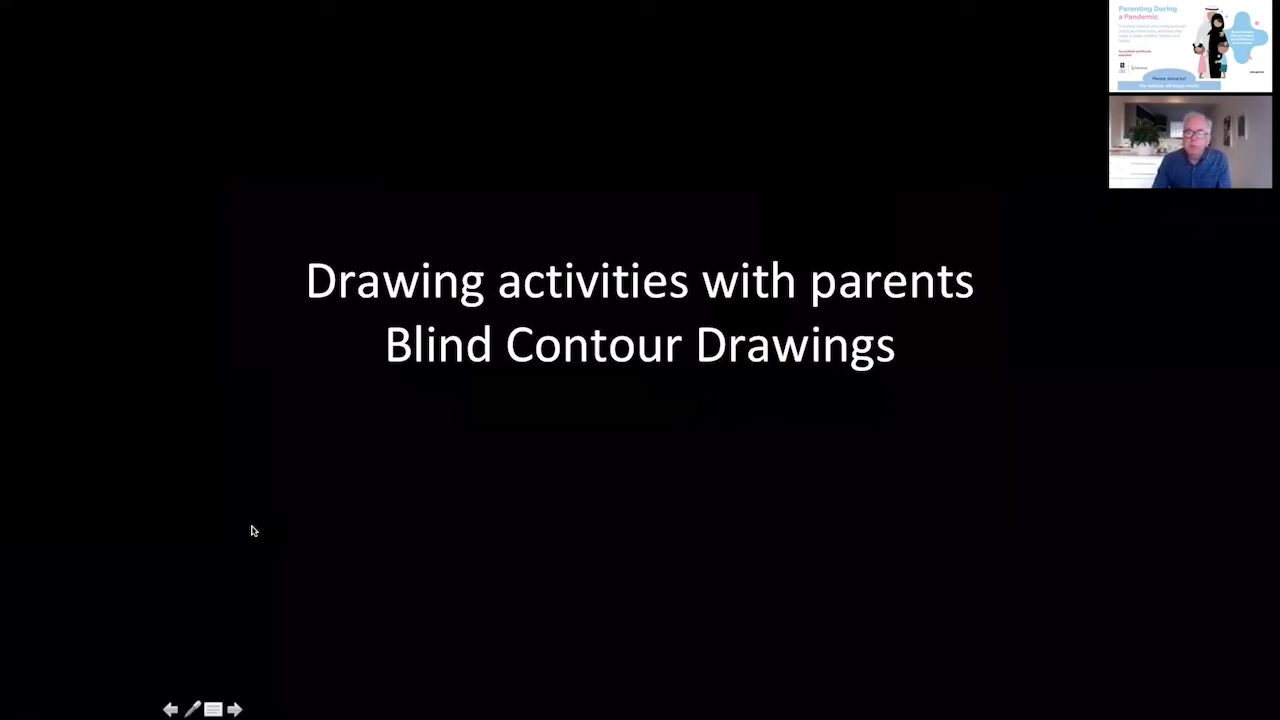 Drawing activities with parents
Blind Contour Drawings
Parenting During
a Pandemic
Please stand by!